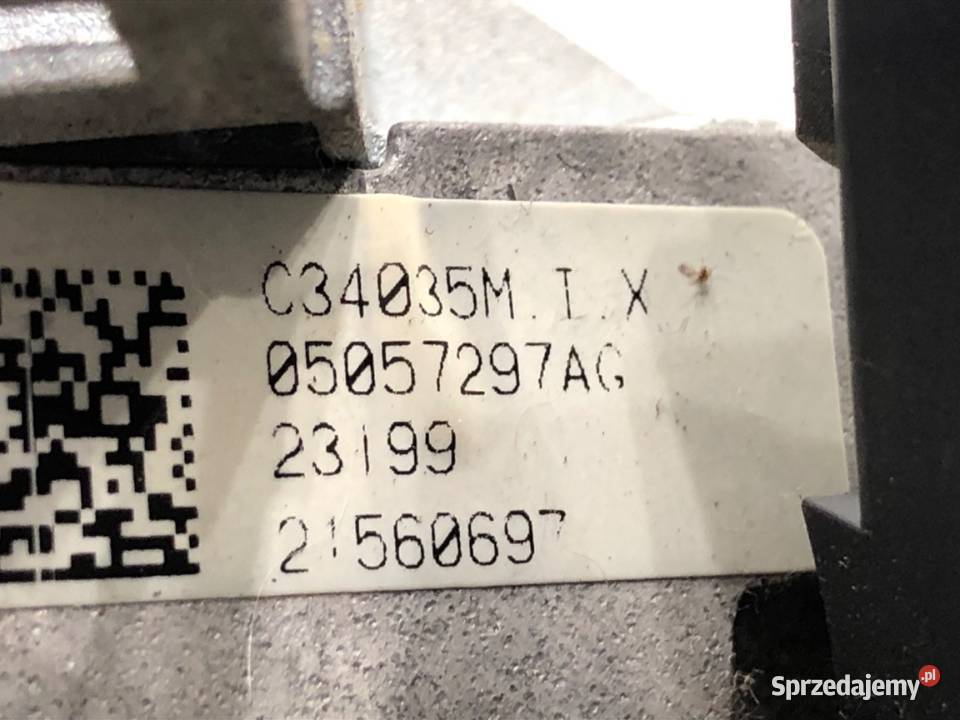 C34035M.I.X
05057297AG
23199
21560697
Sprzedajemy.pl